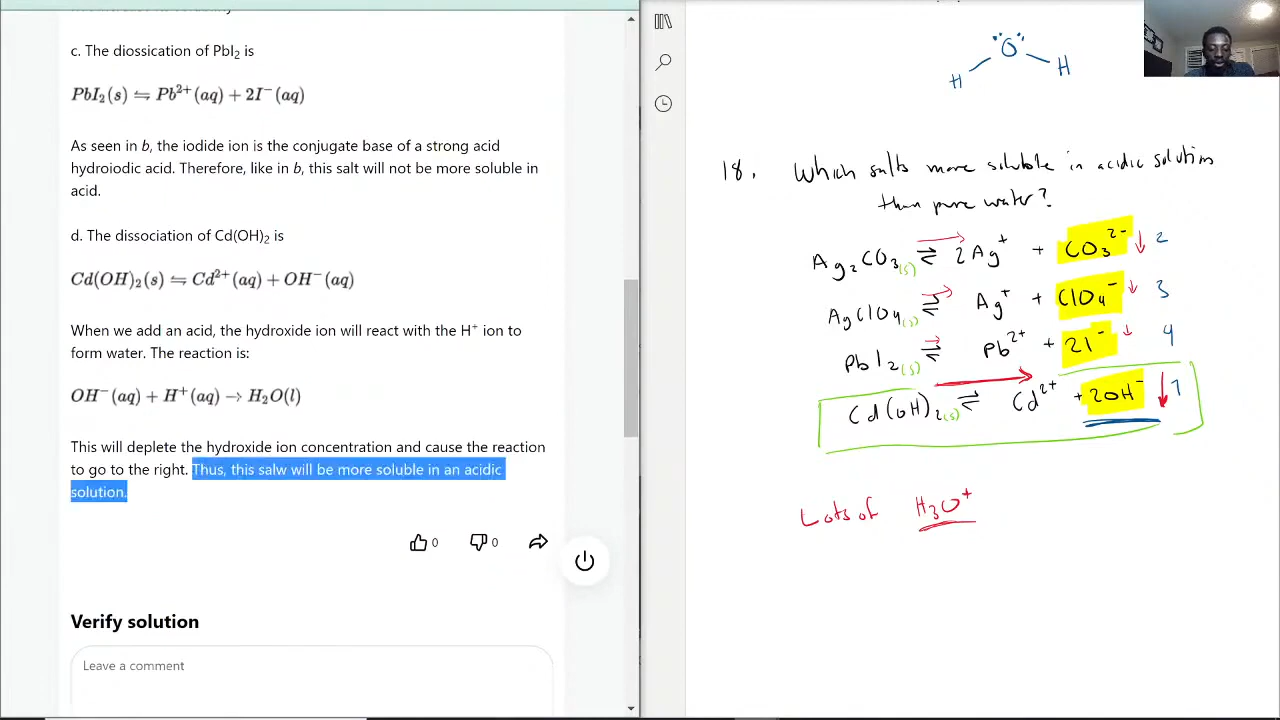 c. The diossication of PbI₂ is
PbI₂(s) ⇋ Pb²⁺(aq) + 2I⁻(aq)
As seen in b, the iodide ion is the conjugate base of a strong acid
hydroiodic acid. Therefore, like in b, this salt will not be more soluble in
acid.
d. The dissociation of Cd(OH)₂ is
Cd(OH)₂(s) ⇋ Cd²⁺(aq) + OH⁻(aq)
When we add an acid, the hydroxide ion will react with the H⁺ ion to
form water. The reaction is:
OH⁻(aq) + H⁺(aq) → H₂O(l)
This will deplete the hydroxide ion concentration and cause the reaction
to go to the right. Thus, this salw will be more soluble in an acidic
solution.
0 0
Verify solution
Leave a comment
O
H H
18. Which salts more soluble in acidic solution
than pure water?
Ag₂CO₃(s) ⇌ 2Ag⁺ + CO₃²⁻ ↓ 2
AgClO₄(s) ⇌ Ag⁺ + ClO₄⁻ ↓ 3
PbI₂(s) ⇌ Pb²⁺ + 2I⁻ ↓ 4
Cd(OH)₂(s) ⇌ Cd²⁺ + 2OH⁻ ↓ 1
Lots of H₃O⁺